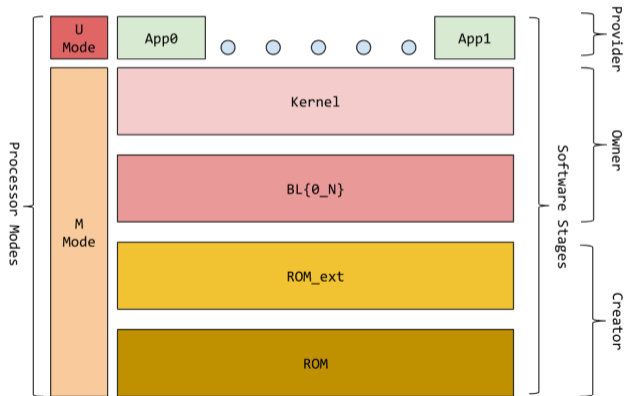 U
Mode
App0
App1
Provider
Kernel
Owner
BL{0_N}
Processor Modes
M
Mode
Software Stages
ROM_ext
Creator
ROM